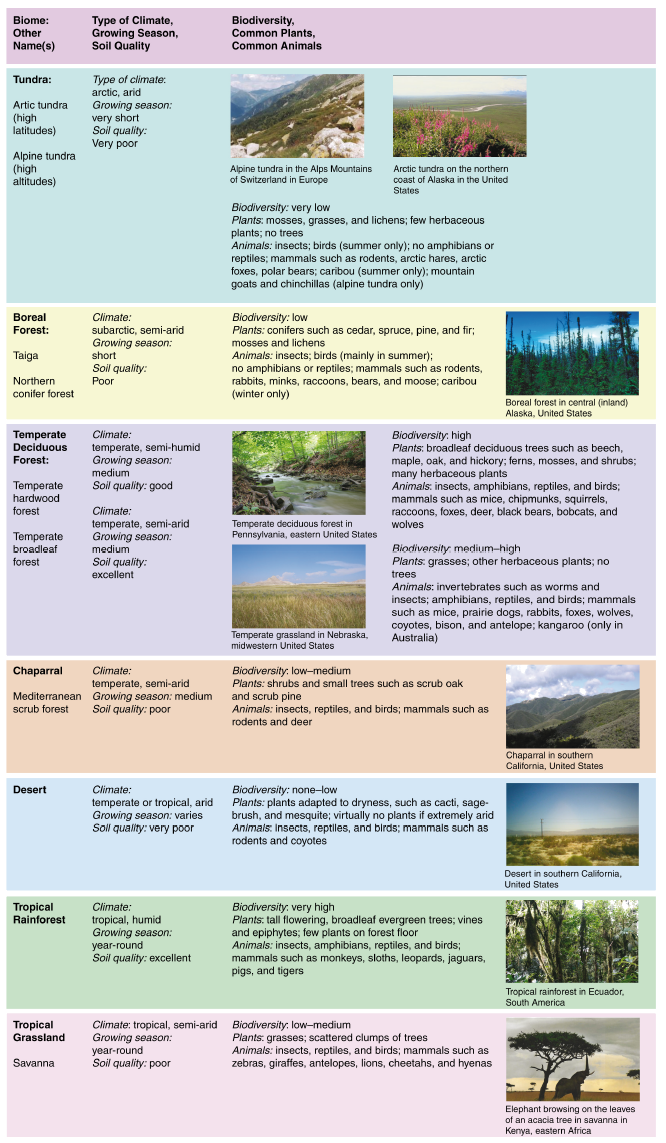 Biome:
Other
Name(s)
Type of Climate,
Growing Season,
Soil Quality
Biodiversity,
Common Plants,
Common Animals
Tundra:
Artic tundra
(high
latitudes)
Alpine tundra
(high
altitudes)
Type of climate:
arctic, arid
Growing season:
very short
Soil quality:
Very poor
Alpine tundra in the Alps Mountains
of Switzerland in Europe
Arctic tundra on the northern
coast of Alaska in the United
States
Biodiversity: very low
Plants: mosses, grasses, and lichens; few herbaceous
plants; no trees
Animals: insects; birds (summer only); no amphibians or
reptiles; mammals such as rodents, arctic hares, arctic
foxes, polar bears; caribou (summer only); mountain
goats and chinchillas (alpine tundra only)
Boreal
Forest:
Taiga
Northern
conifer forest
Climate:
subarctic, semi-arid
Growing season:
short
Soil quality:
Poor
Biodiversity: low
Plants: conifers such as cedar, spruce, pine, and fir;
mosses and lichens
Animals: insects; birds (mainly in summer);
no amphibians or reptiles; mammals such as rodents,
rabbits, minks, raccoons, bears, and moose; caribou
(winter only)
Boreal forest in central (inland)
Alaska, United States
Temperate
Deciduous
Forest:
Temperate
hardwood
forest
Temperate
broadleaf
forest
Climate:
temperate, semi-humid
Growing season:
medium
Soil quality: good
Climate:
temperate, semi-arid
Growing season:
medium
Soil quality:
excellent
Temperate deciduous forest in
Pennsylvania, eastern United States
Biodiversity: high
Plants: broadleaf deciduous trees such as beech,
maple, oak, and hickory; ferns, mosses, and shrubs;
many herbaceous plants
Animals: insects, amphibians, reptiles, and birds;
mammals such as mice, chipmunks, squirrels,
raccoons, foxes, deer, black bears, bobcats, and
wolves
Temperate grassland in Nebraska,
midwestern United States
Biodiversity: medium–high
Plants: grasses; other herbaceous plants; no
trees
Animals: invertebrates such as worms and
insects; amphibians, reptiles, and birds; mammals
such as mice, prairie dogs, rabbits, foxes, wolves,
coyotes, bison, and antelope; kangaroo (only in
Australia)
Chaparral
Mediterranean
scrub forest
Climate:
temperate, semi-arid
Growing season: medium
Soil quality: poor
Biodiversity: low–medium
Plants: shrubs and small trees such as scrub oak
and scrub pine
Animals: insects, reptiles, and birds; mammals such as
rodents and deer
Chaparral in southern
California, United States
Desert
Climate:
temperate or tropical, arid
Growing season: varies
Soil quality: very poor
Biodiversity: none–low
Plants: plants adapted to dryness, such as cacti, sage-
brush, and mesquite; virtually no plants if extremely arid
Animals: insects, reptiles, and birds; mammals such as
rodents and coyotes
Desert in southern California,
United States
Tropical
Rainforest
Climate:
tropical, humid
Growing season:
year-round
Soil quality: excellent
Biodiversity: very high
Plants: tall flowering, broadleaf evergreen trees; vines
and epiphytes; few plants on forest floor
Animals: insects, amphibians, reptiles, and birds;
mammals such as monkeys, sloths, leopards, jaguars,
pigs, and tigers
Tropical rainforest in Ecuador,
South America
Tropical
Grassland
Savanna
Climate: tropical, semi-arid
Growing season:
year-round
Soil quality: poor
Biodiversity: low–medium
Plants: grasses; scattered clumps of trees
Animals: insects, reptiles, and birds; mammals such as
zebras, giraffes, antelopes, lions, cheetahs, and hyenas
Elephant browsing on the leaves
of an acacia tree in savanna in
Kenya, eastern Africa